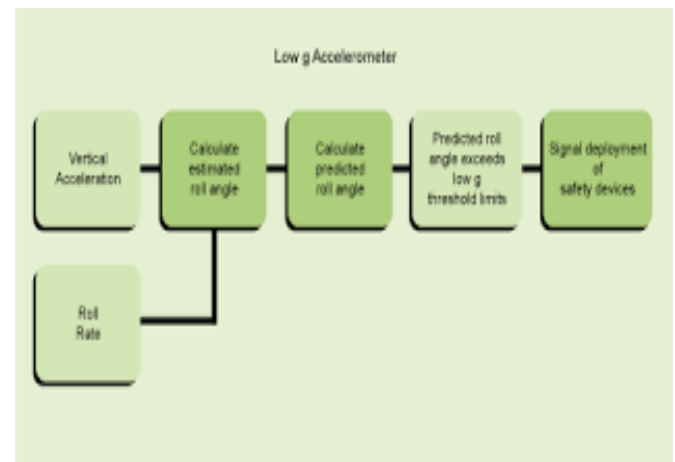 Low g Accelerometer
Vertical
Acceleration
Calculate
estimated
roll angle
Calculate
predicted
roll angle
Predicted roll
angle exceeds
low g
threshold limits
Signal deployment
of
safety devices
Roll
Rate